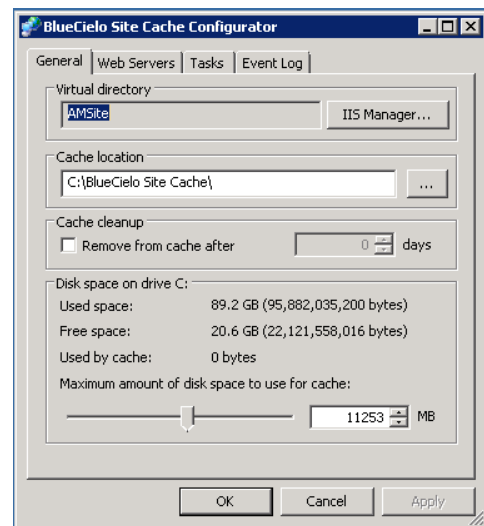 BlueCielo Site Cache Configurator
General Web Servers Tasks Event Log
Virtual directory
AMSite
IIS Manager...
Cache location
C:\BlueCielo Site Cache\
...
Cache cleanup
Remove from cache after 0 days
Disk space on drive C:
Used space: 89.2 GB (95,882,035,200 bytes)
Free space: 20.6 GB (22,121,558,016 bytes)
Used by cache: 0 bytes
Maximum amount of disk space to use for cache:
11253 MB
OK Cancel Apply